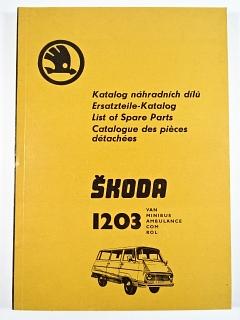 Katalog náhradních dílů
Ersatzteile-Katalog
List of Spare Parts
Catalogue des pièces
détachées
ŠKODA
1203
VAN
MINIBUS
AMBULANCE
COM
ROL